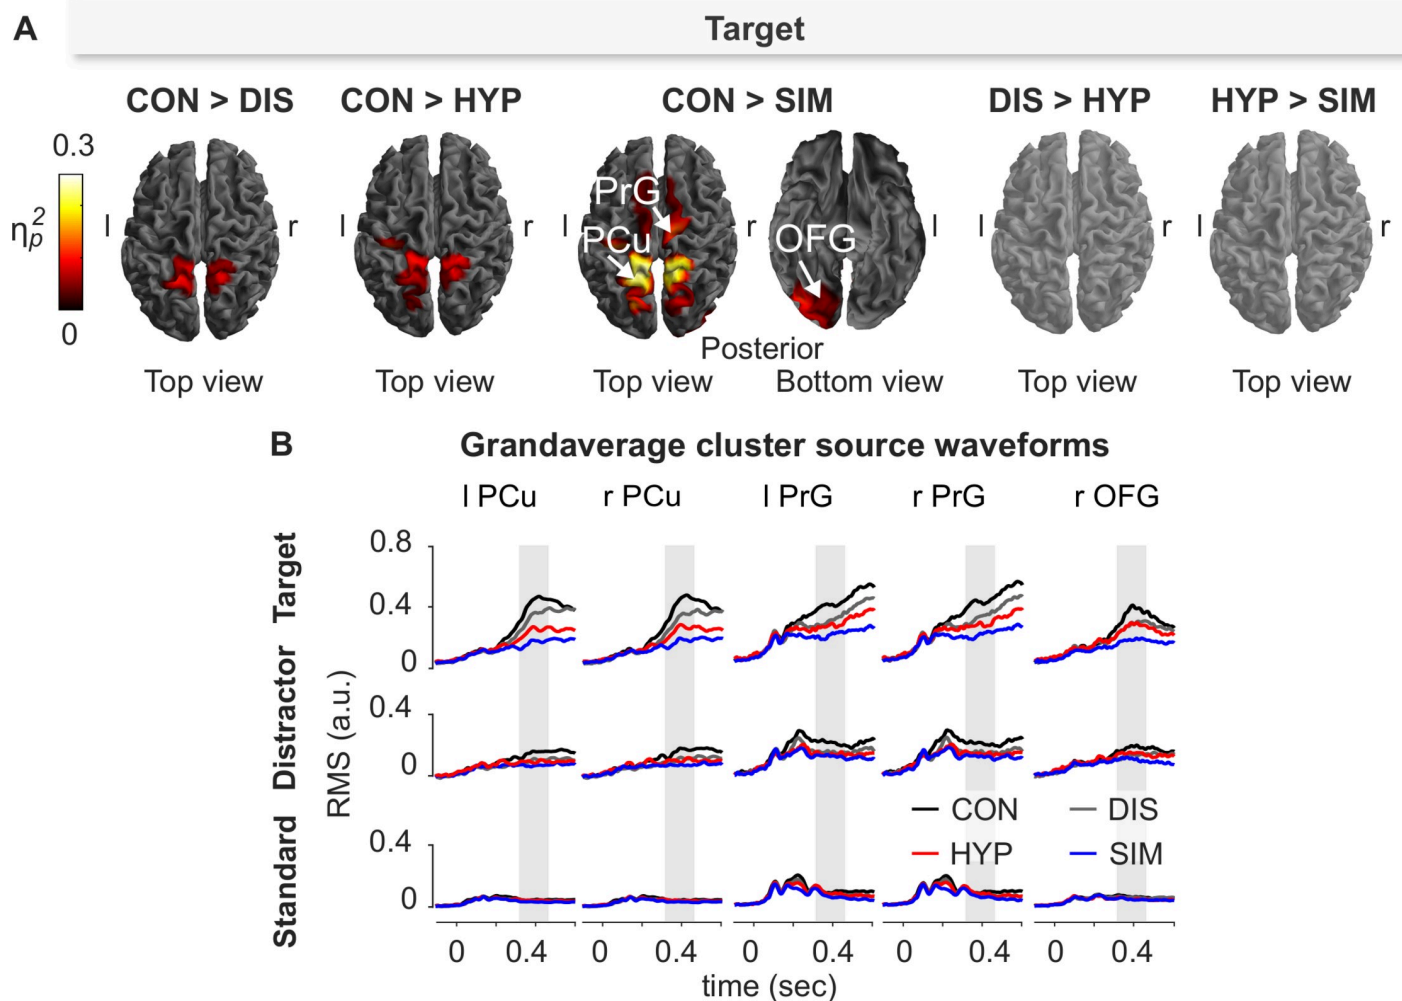 A
Target
CON > DIS
CON > HYP
CON > SIM
DIS > HYP
HYP > SIM
0.3
η_p^2
0
l
r
l
r
PrG
PCu
l
r
OFG
l
l
r
l
r
Posterior
Top view
Top view
Top view
Bottom view
Top view
Top view
B
Grandaverage cluster source waveforms
l PCu
r PCu
l PrG
r PrG
r OFG
Target
0.8
0.4
0
Distractor
RMS (a.u.)
0.4
0
CON
DIS
HYP
SIM
Standard
0.4
0
0 0.4
0 0.4
0 0.4
0 0.4
0 0.4
time (sec)